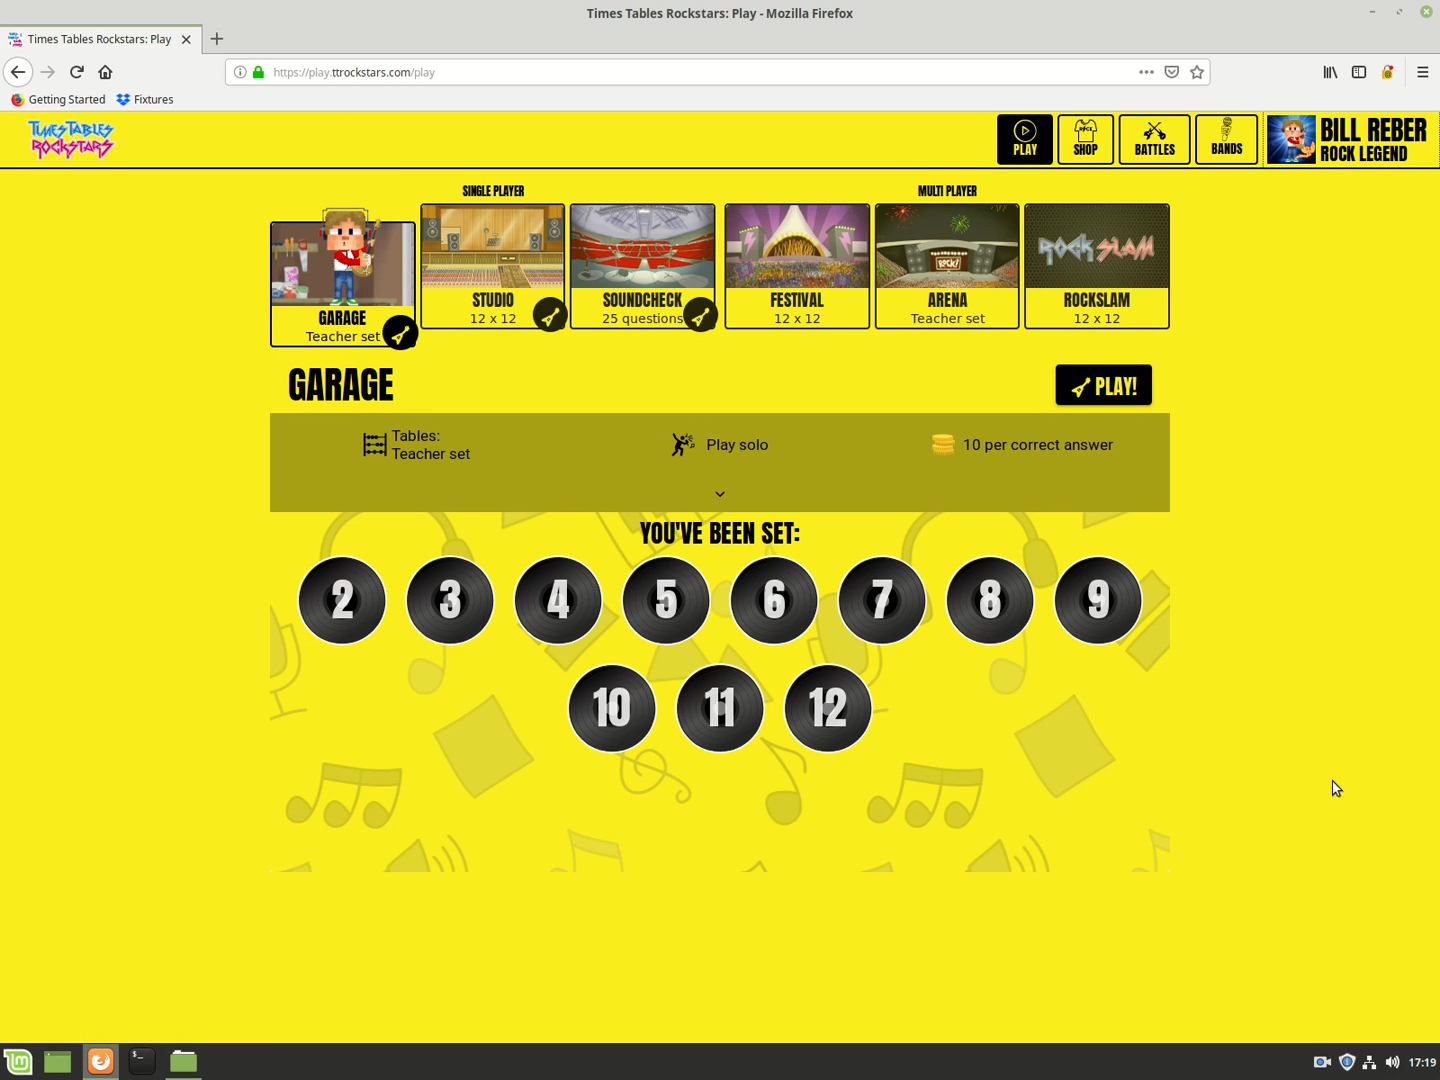 Times Tables Rockstars: Play - Mozilla Firefox
Times Tables Rockstars: Play
https://play.ttrockstars.com/play
Getting Started
Fixtures
TIMES TABLES
ROCKSTARS
PLAY
SHOP
BATTLES
BANDS
BILL REBER
ROCK LEGEND
SINGLE PLAYER
MULTI PLAYER
ROCK!
ROCK SLAM
GARAGE
Teacher set
STUDIO
12 x 12
SOUNDCHECK
25 questions
FESTIVAL
12 x 12
ARENA
Teacher set
ROCKSLAM
12 x 12
GARAGE
PLAY!
Tables:
Teacher set
Play solo
10 per correct answer
YOU'VE BEEN SET:
2 3 4 5 6 7 8 9
10 11 12
17:19